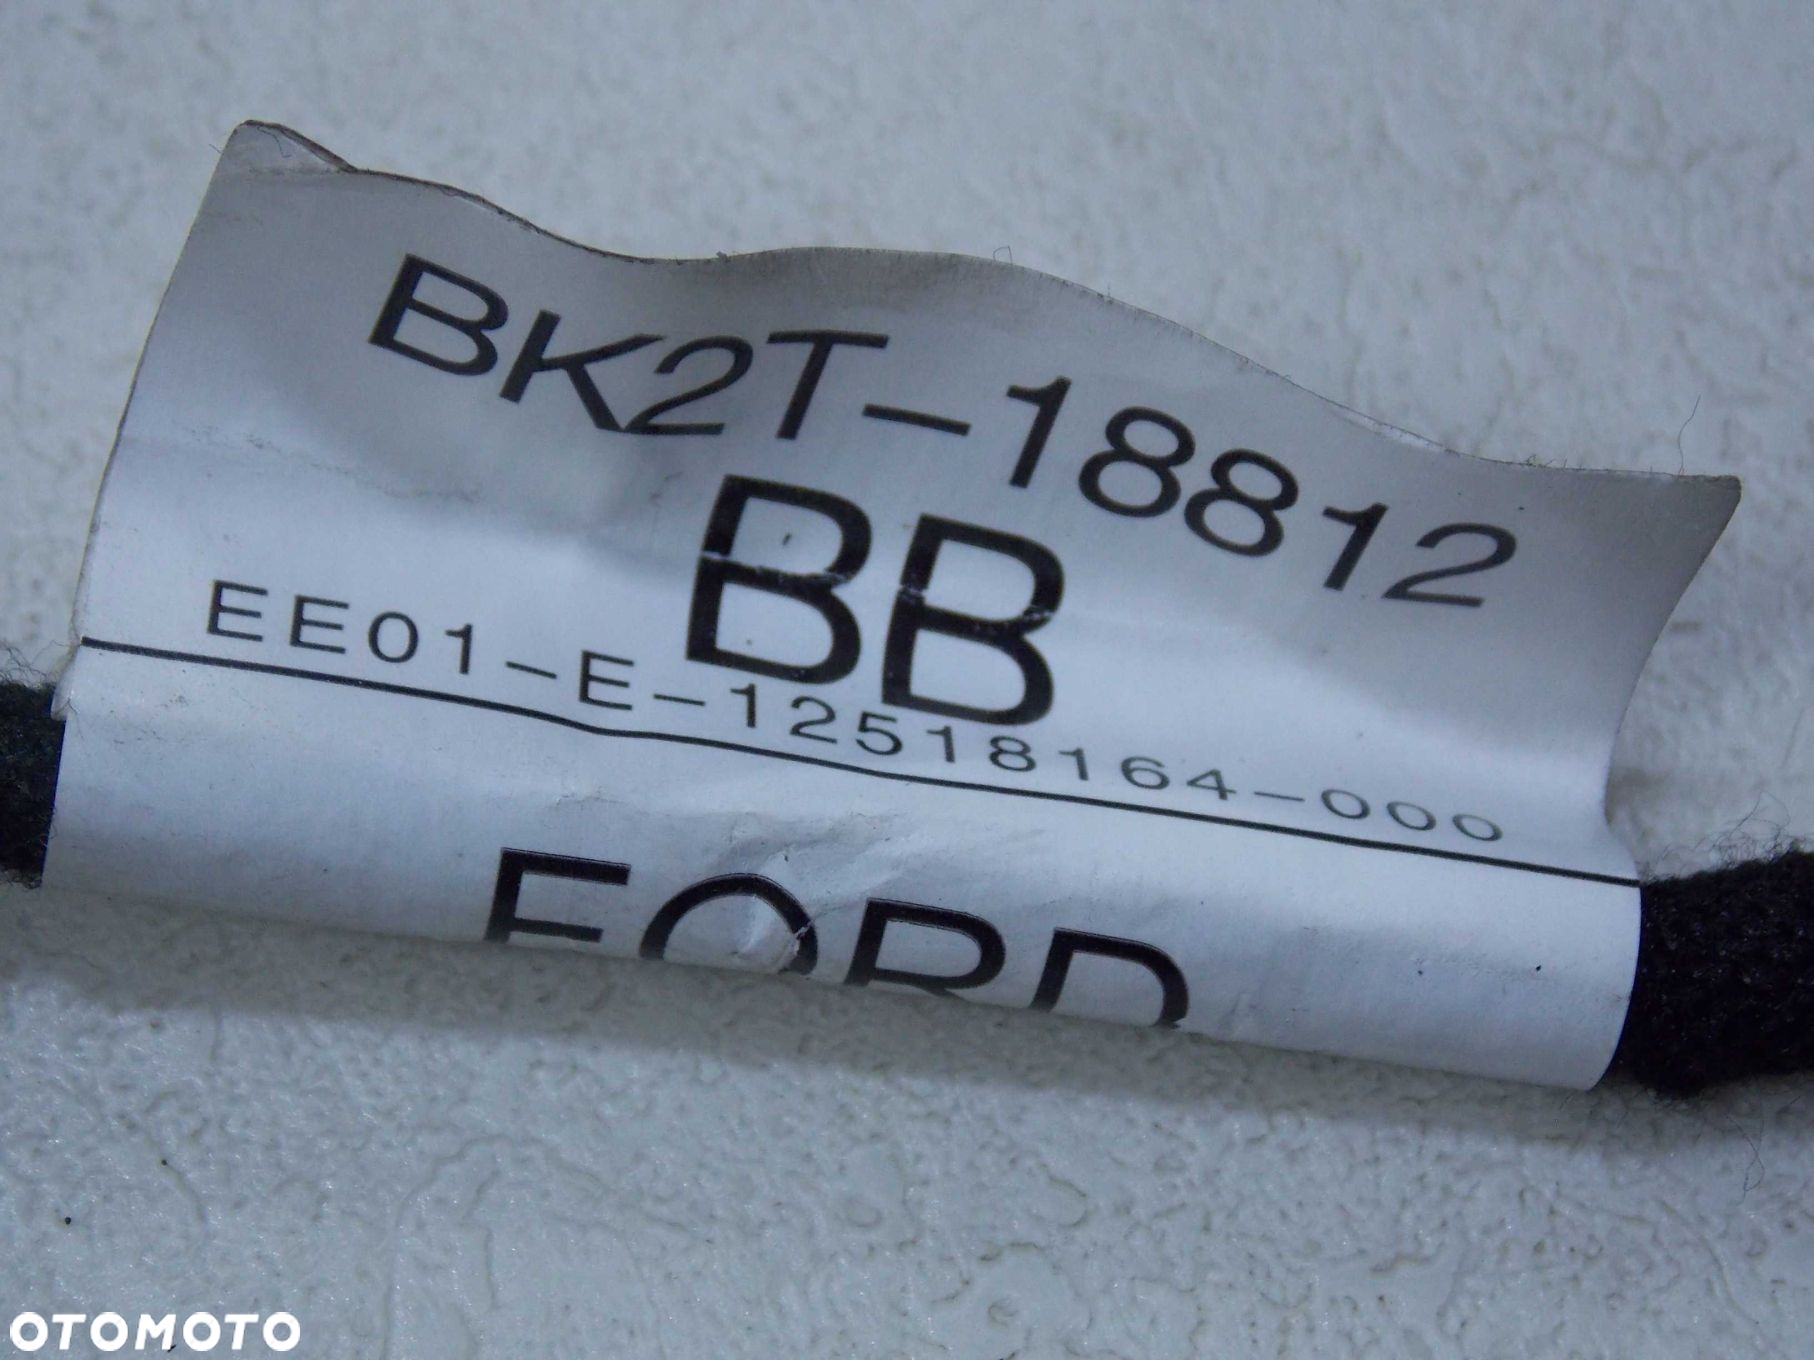 BK2T-18812
BB
EE01-E-12518164-000
FORD
OTOMOTO